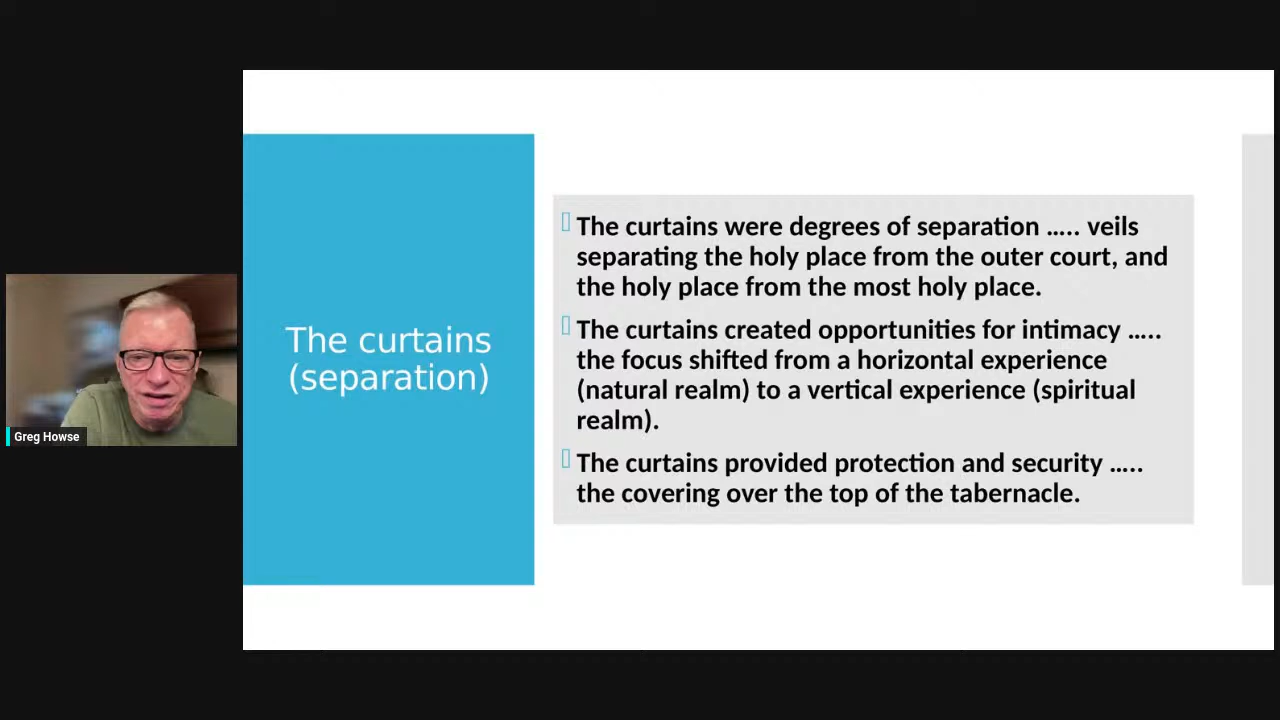 Greg Howse
The curtains
(separation)
The curtains were degrees of separation ….. veils
separating the holy place from the outer court, and
the holy place from the most holy place.
The curtains created opportunities for intimacy …..
the focus shifted from a horizontal experience
(natural realm) to a vertical experience (spiritual
realm).
The curtains provided protection and security …..
the covering over the top of the tabernacle.